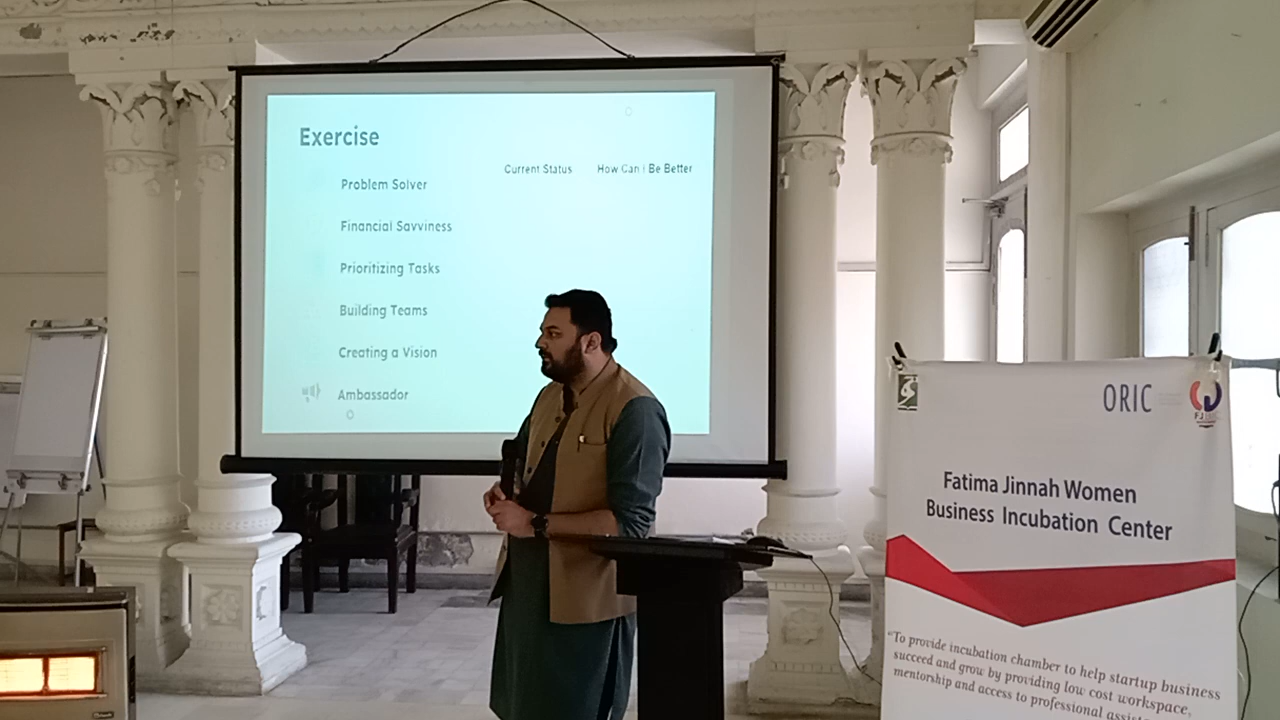 Exercise
Current Status How Can I Be Better
Problem Solver
Financial Savviness
Prioritizing Tasks
Building Teams
Creating a Vision
Ambassador
ORIC
Fatima Jinnah Women
Business Incubation Center
"To provide incubation chamber to help startup business
succeed and grow by providing low cost workspace,
mentorship and access to professional